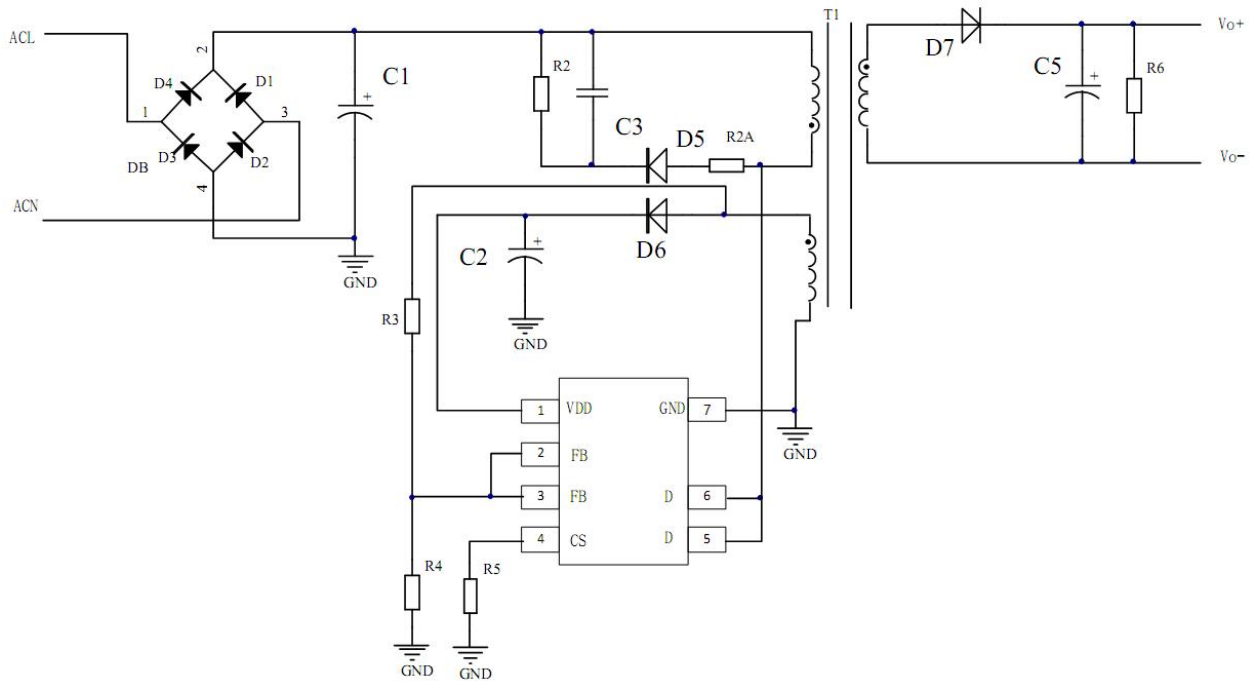 T1
ACL
2
C1
R2
D7
C5
R6
Vo+
D4
D1
1
3
C3
D5
R2A
DB
D3
D2
4
Vo-
ACN
C2
D6
GND
R3
GND
1
VDD
GND
7
2
FB
GND
3
FB
D
6
4
CS
D
5
R4
R5
GND
GND
+
+
+